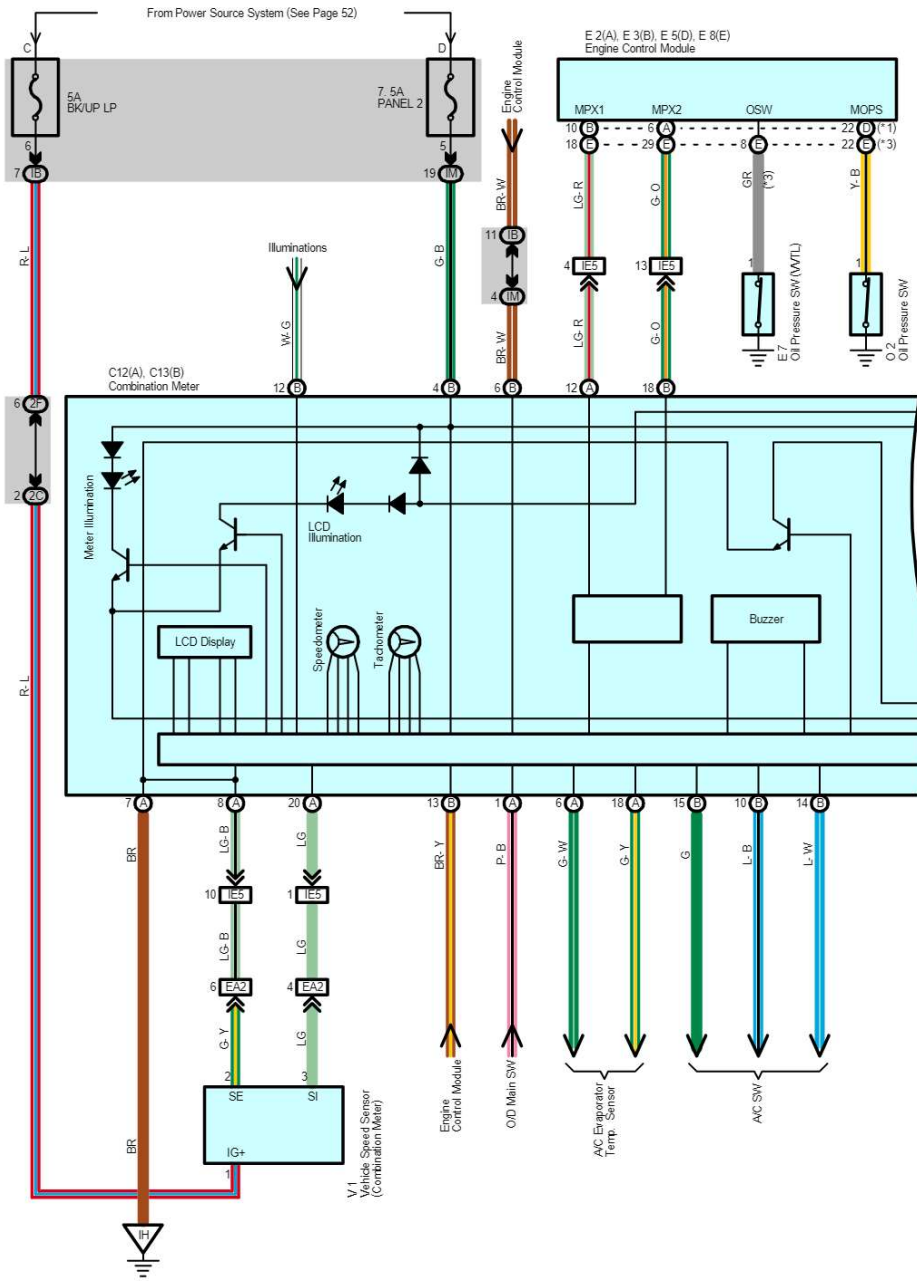 From Power Source System (See Page 52)
C
D
5A
BK/UP LP
7. 5A
PANEL 2
6
5
7 IB
19 IM
R- L
G- B
Engine
Control Module
BR- W
11 IB
4 IM
BR- W
E 2(A), E 3(B), E 5(D), E 8(E)
Engine Control Module
MPX1
MPX2
OSW
MOPS
10 B
6 A
22 D (*1)
18 E
29 E
8 E
22 E (*3)
LG- R
G- O
GR
(*3)
Y- B
4 IE5
13 IE5
1
1
LG- R
G- O
E 7
Oil Pressure SW (VVTL)
O 2
Oil Pressure SW
Illuminations
W- G
C12(A), C13(B)
Combination Meter
12 B
4 B
6 B
12 A
18 B
6 2F
2 2C
R- L
Meter Illumination
LCD
Illumination
LCD Display
Speedometer
Tachometer
Buzzer
7 A
8 A
20 A
13 B
1 A
6 A
18 A
15 B
10 B
14 B
BR
LG- B
LG
BR- Y
P- B
G- W
G- Y
G
L- B
L- W
10 IE5
1 IE5
LG- B
LG
6 EA2
4 EA2
G- Y
LG
2
3
SE
SI
IG+
1
V 1
Vehicle Speed Sensor
(Combination Meter)
Engine
Control Module
O/D Main SW
A/C Evraporator
Temp. Sensor
A/C SW
BR
IH